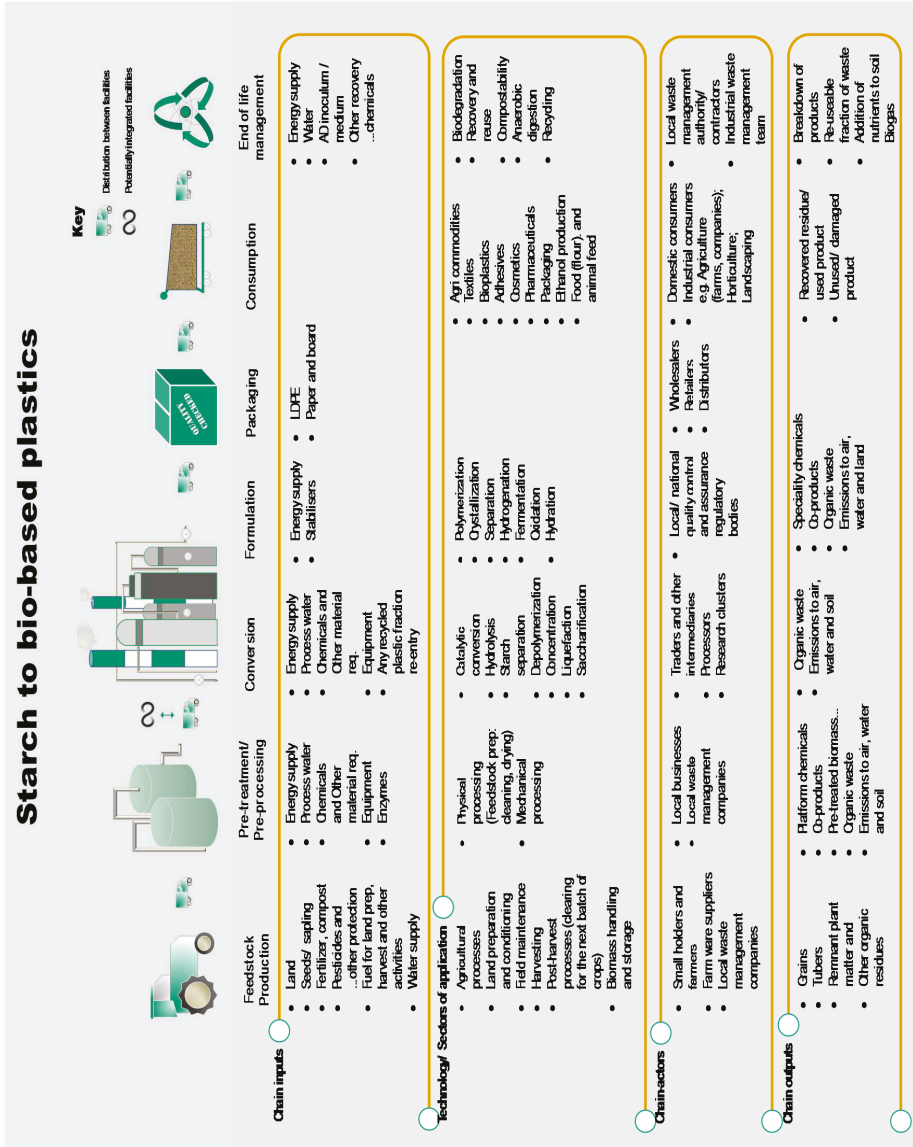 Starch to bio-based plastics
Key
Distribution between facilities
Potentially integrated facilities
QUALITY
CHECKED
Feedstock
Production
Pre-treatment/
Pre-processing
Conversion
Formulation
Packaging
Consumption
End of life
mnagement
Chain inputs
• Land
• Seeds/ sapling
• Fertilizer, compost
• Pesticides and
...other protection
• Fuel for land prep,
harvest and other
activities
• Water supply
• Energy supply
• Process water
• Chemicals
and Other
material req.
• Equipment
• Enzymes
• Energy supply
• Process water
• Chemicals and
Other material
req.
• Equipment
• Any recycled
plastic fraction
re-entry
• Energy supply
• Stabilisers
• LDPE
• Paper and board
• Energy supply
• Water
• AD inoculum /
medium
• Other recovery
...chemicals
Technology/ Sectors of application
• Agricultural
processes
• Land preparation
and conditioning
• Field maintenance
• Harvesting
• Post-harvest
processes (clearing
for the next batch of
crops)
• Biomass handling
and storage
• Physical
processing
(Feedstock prep:
cleaning, drying)
• Mechanical
processing
• Catalytic
conversion
• Hydrolysis
• Starch
separation
• Depolymerization
• Concentration
• Liquefaction
• Saccharification
• Polymerization
• Crystallization
• Separation
• Hydrogenation
• Fermentation
• Oxidation
• Hydration
• Agri commodities
• Textiles
• Bioplastics
• Adhesives
• Cosmetics
• Pharmaceuticals
• Packaging
• Ethanol production
• Food (flour). and
animal feed
• Biodegradation
• Recovery and
reuse
• Compostability
• Anaerobic
digestion
• Recycling
Chain-actors
• Small holders and
farmers
• Farm ware suppliers
• Local waste
management
companies
• Local businesses
• Local waste
management
companies
• Traders and other
intermediaries
• Processors
• Research clusters
• Local/ national
quality control
and assurance
regulatory
bodies
• Wholesalers
• Retailers
• Distributors
• Domestic consumers
• Industrial consumers
e.g. Agriculture
(farms, companies);
Horticulture;
Landscaping
• Local waste
management
authority/
contractors
• Industrial waste
management
team
Chain outputs
• Grains
• Tubers
• Remnant plant
matter and
• Other organic
residues
• Platform chemicals
• Co-products
• Pre-treated biomass...
• Organic waste
• Emissions to air, water
and soil
• Organic waste
• Emissions to air,
water and soil
• Speciality chemicals
• Co-products
• Organic waste
• Emissions to air,
water and land
• Recovered residue/
used product
• Unused/ damaged
product
• Breakdown of
products
• Re-useable
fraction of waste
• Addition of
nutrients to soil
Biogas